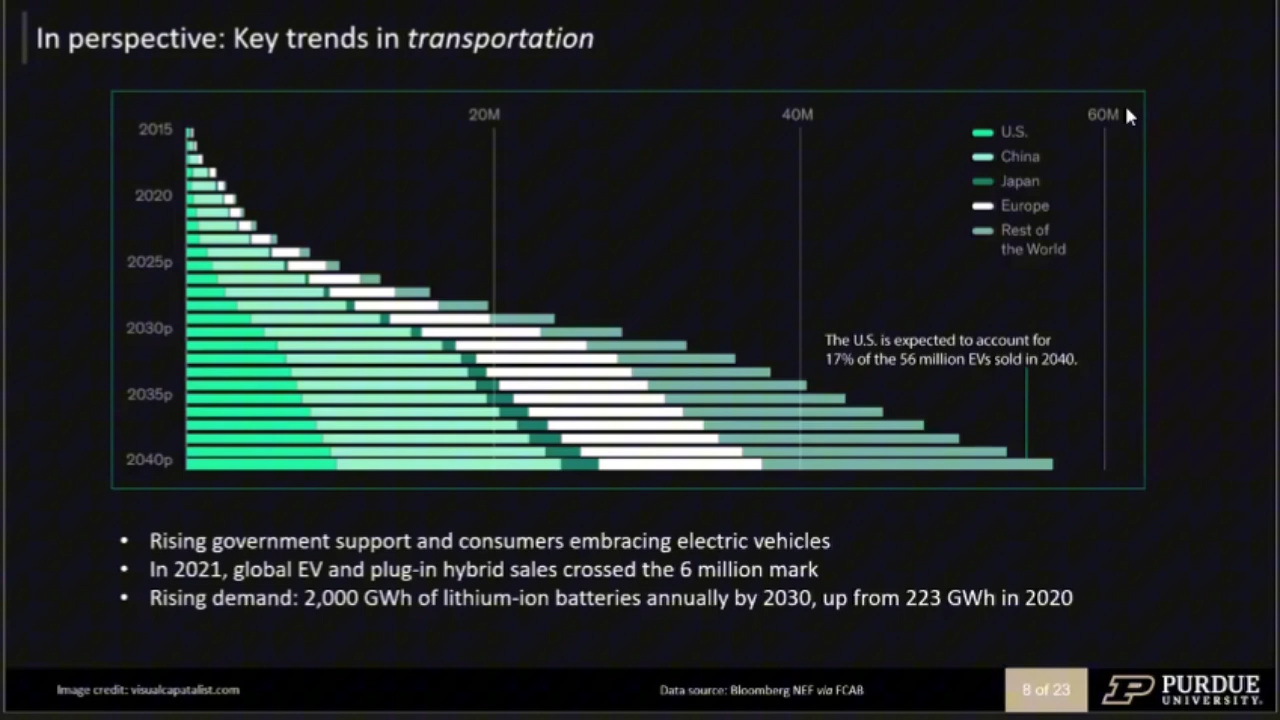 In perspective: Key trends in transportation
20M
40M
60M
2015
2020
2025p
2030p
2035p
2040p
U.S.
China
Japan
Europe
Rest of
the World
The U.S. is expected to account for
17% of the 56 million EVs sold in 2040.
• Rising government support and consumers embracing electric vehicles
• In 2021, global EV and plug-in hybrid sales crossed the 6 million mark
• Rising demand: 2,000 GWh of lithium-ion batteries annually by 2030, up from 223 GWh in 2020
Image credit: visualcapatalist.com
Data source: Bloomberg NEF via FCAB
8 of 23
PURDUE
UNIVERSITY.